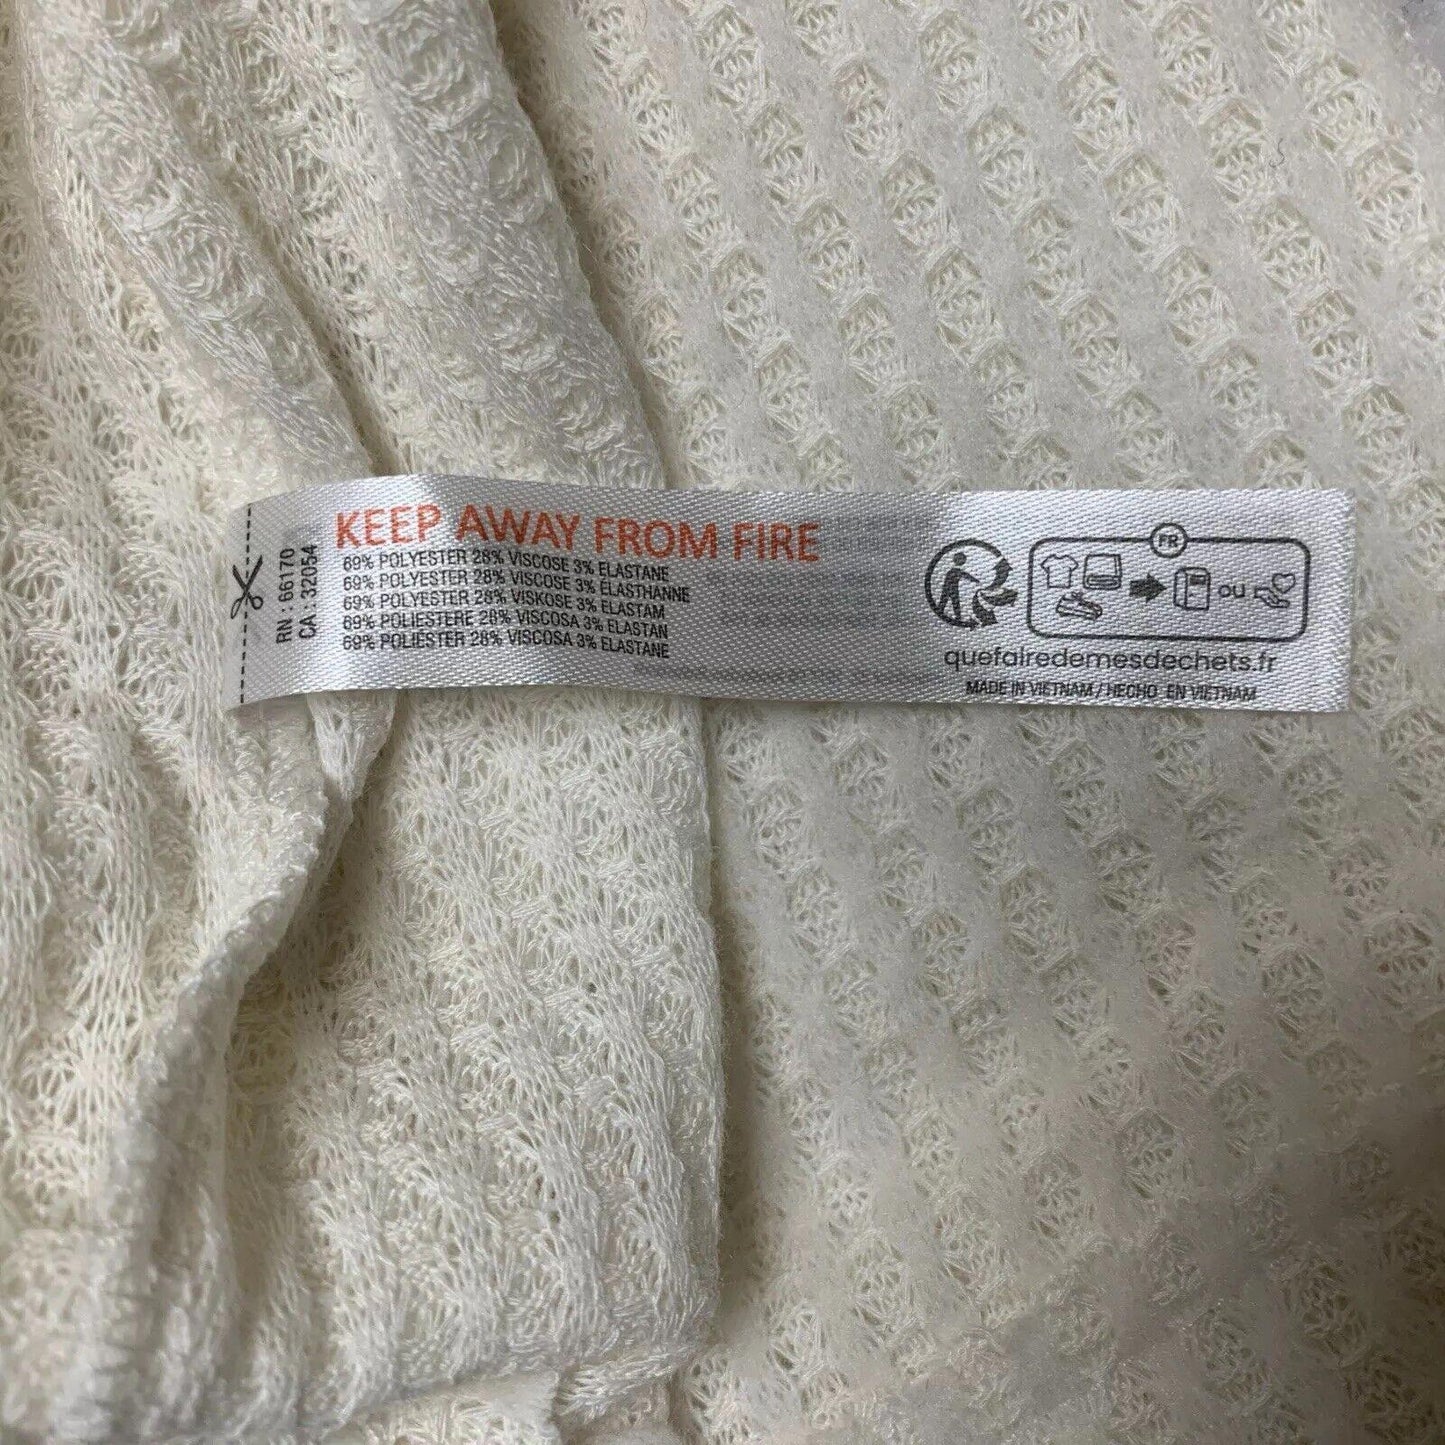 RN : 66170
CA : 32054
KEEP AWAY FROM FIRE
69% POLYESTER 28% VISCOSE 3% ELASTANE
69% POLYESTER 28% VISCOSE 3% ELASTHANNE
69% POLYESTER 28% VISKOSE 3% ELASTAM
69% POLIESTERE 28% VISCOSA 3% ELASTAN
69% POLIÉSTER 28% VISCOSA 3% ELASTANE
FR
ou
quefairedemesdechets.fr
MADE IN VIETNAM / HECHO EN VIETNAM